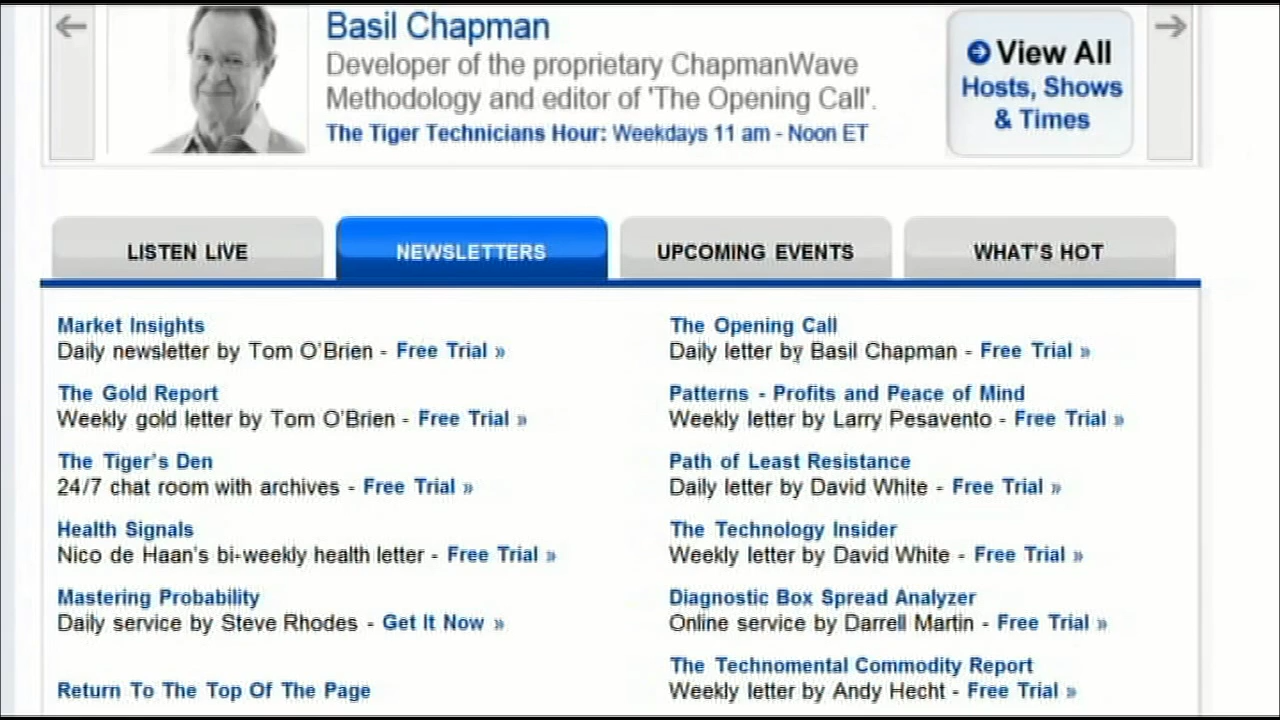 Basil Chapman
Developer of the proprietary ChapmanWave
Methodology and editor of 'The Opening Call'.
The Tiger Technicians Hour: Weekdays 11 am - Noon ET
View All
Hosts, Shows
& Times
LISTEN LIVE
NEWSLETTERS
UPCOMING EVENTS
WHAT'S HOT
Market Insights
Daily newsletter by Tom O'Brien - Free Trial »
The Gold Report
Weekly gold letter by Tom O'Brien - Free Trial »
The Tiger's Den
24/7 chat room with archives - Free Trial »
Health Signals
Nico de Haan's bi-weekly health letter - Free Trial »
Mastering Probability
Daily service by Steve Rhodes - Get It Now »
Return To The Top Of The Page
The Opening Call
Daily letter by Basil Chapman - Free Trial »
Patterns - Profits and Peace of Mind
Weekly letter by Larry Pesavento - Free Trial »
Path of Least Resistance
Daily letter by David White - Free Trial »
The Technology Insider
Weekly letter by David White - Free Trial »
Diagnostic Box Spread Analyzer
Online service by Darrell Martin - Free Trial »
The Technomental Commodity Report
Weekly letter by Andy Hecht - Free Trial »